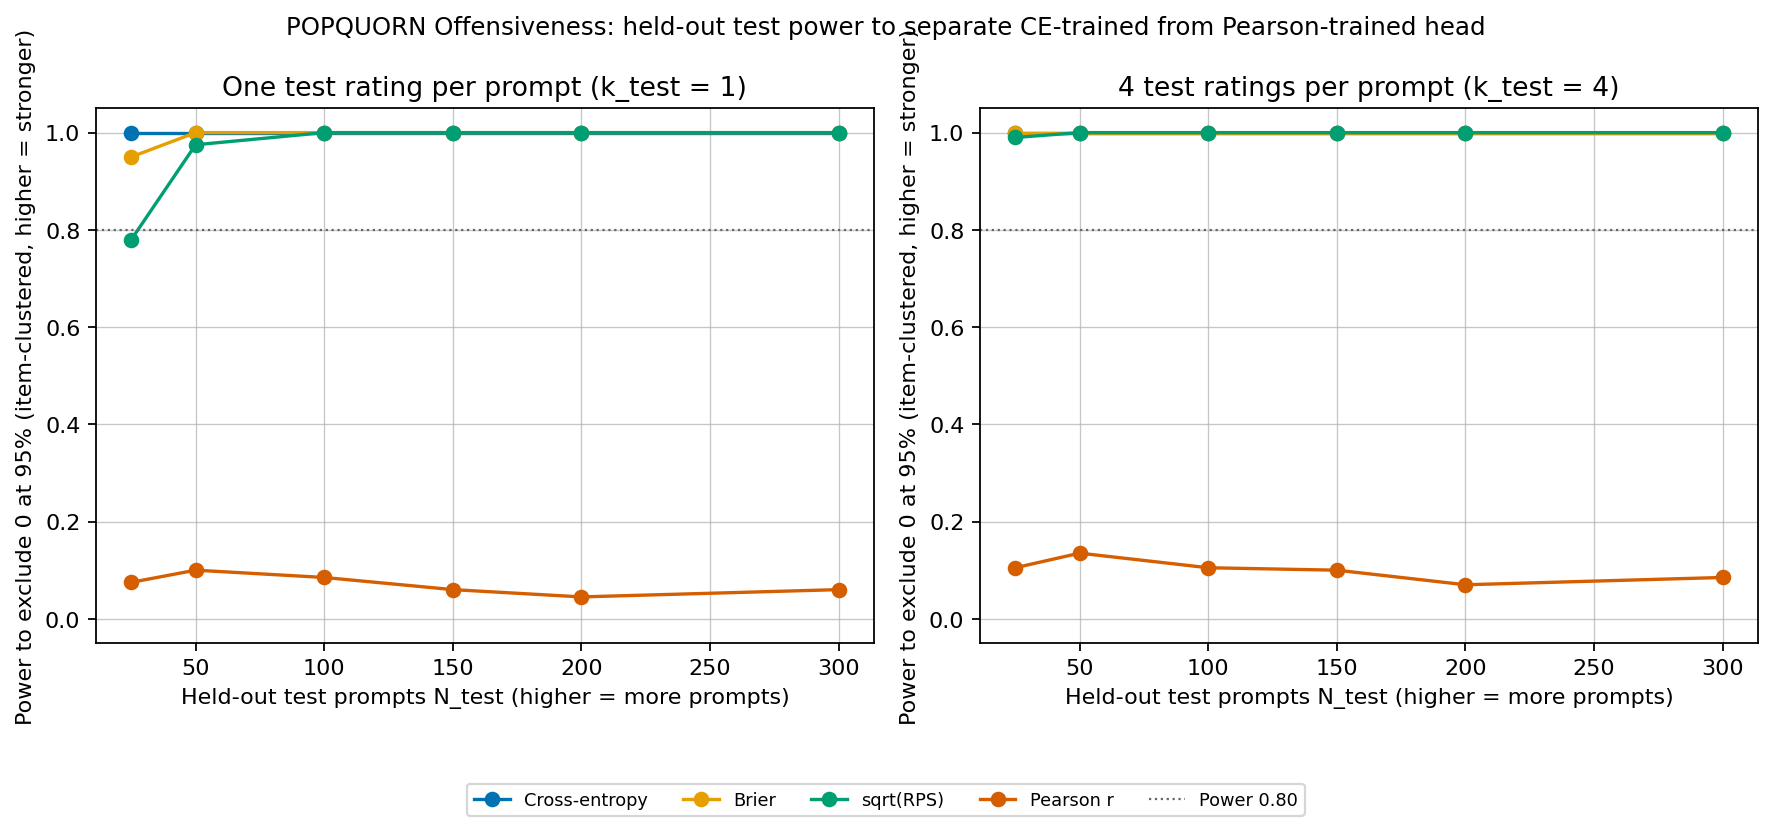 POPQUORN Offensiveness: held-out test power to separate CE-trained from Pearson-trained head
One test rating per prompt (k_test = 1)
Power to exclude 0 at 95% (item-clustered, higher = stronger)
1.0
0.8
0.6
0.4
0.2
0.0
50 100 150 200 250 300
Held-out test prompts N_test (higher = more prompts)
4 test ratings per prompt (k_test = 4)
Power to exclude 0 at 95% (item-clustered, higher = stronger)
1.0
0.8
0.6
0.4
0.2
0.0
50 100 150 200 250 300
Held-out test prompts N_test (higher = more prompts)
Cross-entropy Brier sqrt(RPS) Pearson r Power 0.80